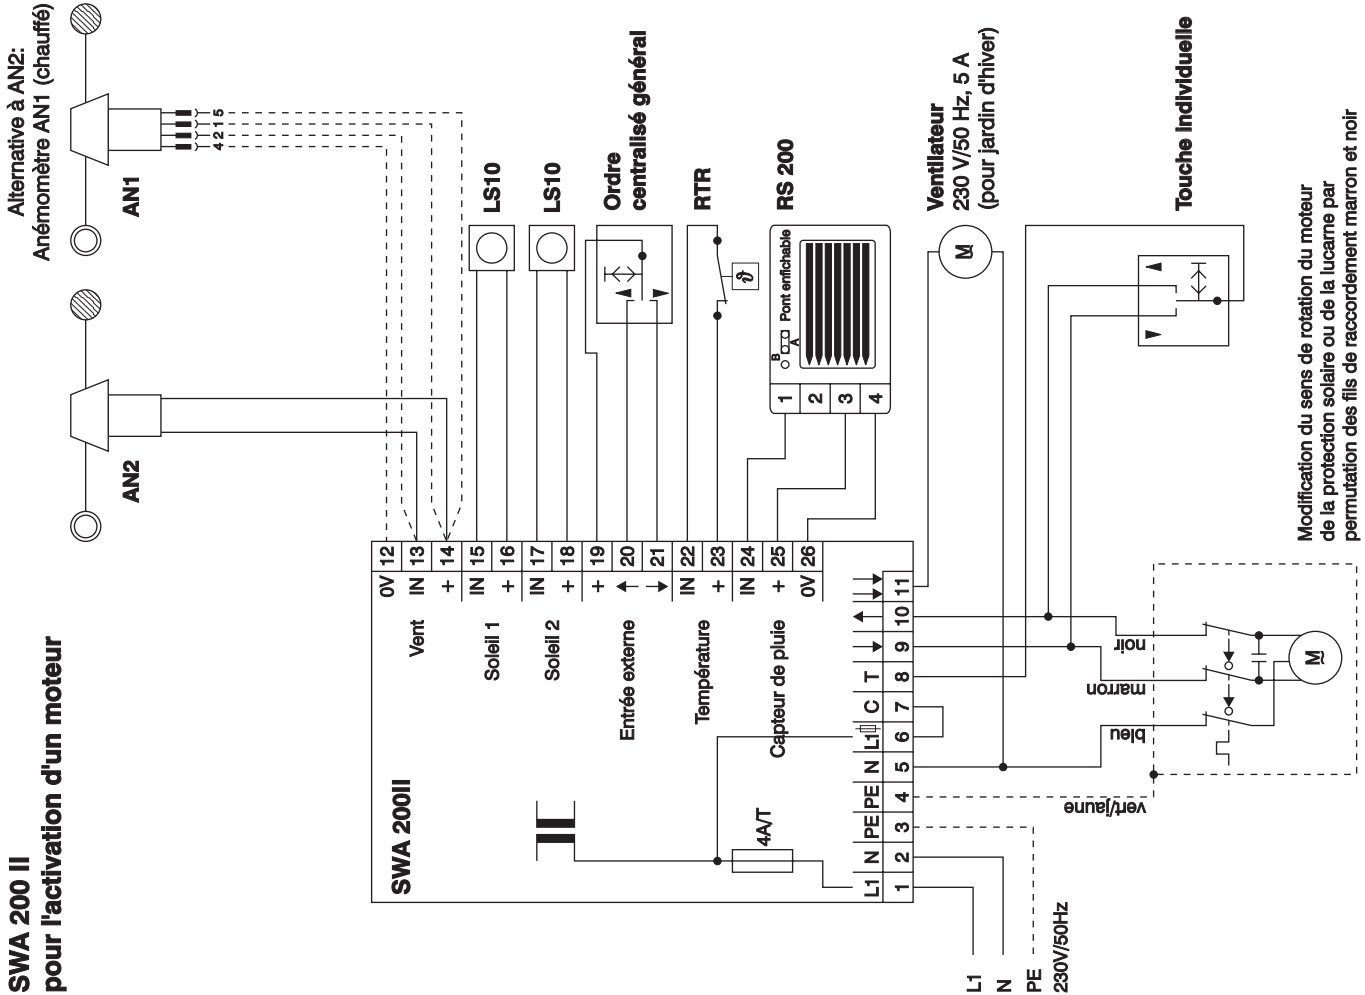 SWA 200 II
pour l'activation d'un moteur
Alternative à AN2:
Anémomètre AN1 (chauffé)
AN1
4 2 1 5
AN2
LS10
LS10
Ordre
centralisé général
RTR
ϑ
RS 200
Pont enfichable
B
A
1
2
3
4
Ventilateur
230 V/50 Hz, 5 A
(pour jardin d'hiver)
M
Touche individuelle
SWA 200II
0V 12
IN 13
+ 14
IN 15
+ 16
IN 17
+ 18
+ 19
20
21
IN 22
+ 23
IN 24
+ 25
0V 26
Vent
Soleil 1
Soleil 2
Entrée externe
Température
Capteur de pluie
4A/T
L1 1
N 2
PE 3
PE 4
N 5
L1 6
C 7
T 8
9
10
11
L1
N
PE
230V/50Hz
noir
marron
bleu
vert/jaune
M
Modification du sens de rotation du moteur
de la protection solaire ou de la lucarne par
permutation des fils de raccordement marron et noir